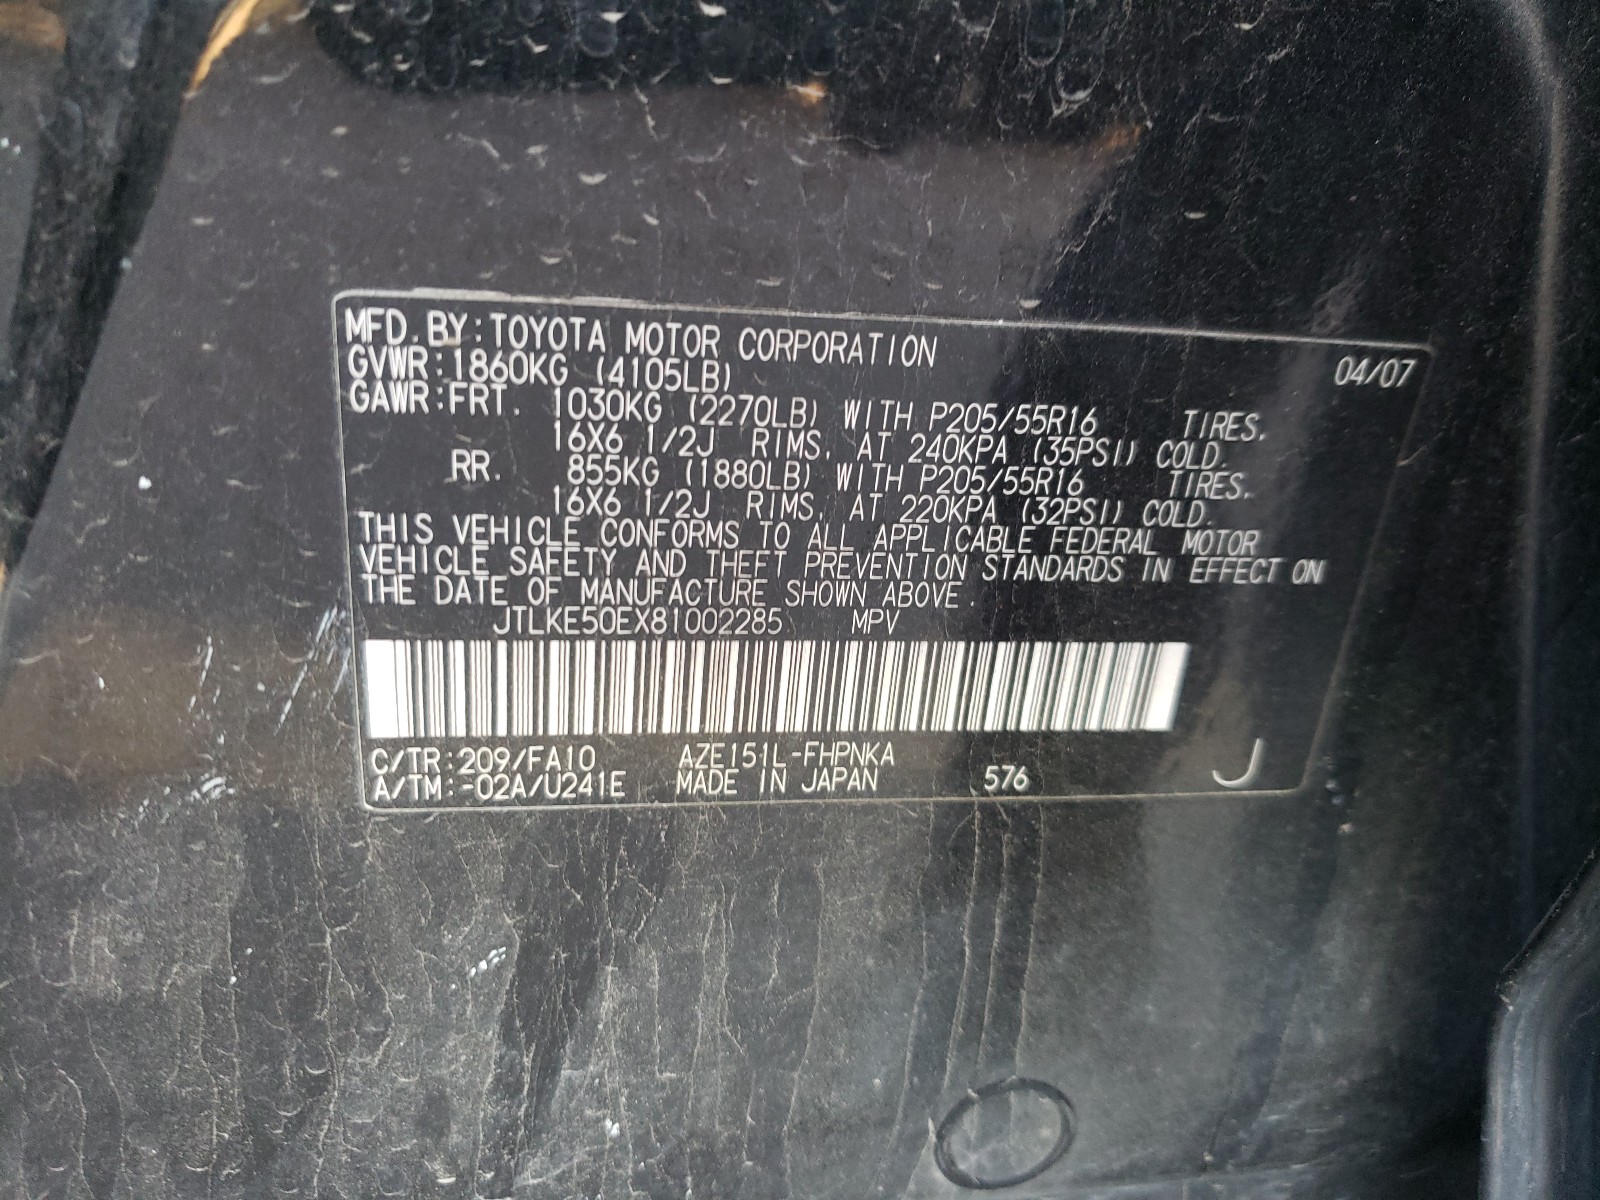 MFD. BY: TOYOTA MOTOR CORPORATION 04/07
GVWR: 1860KG (4105LB)
GAWR: FRT. 1030KG (2270LB) WITH P205/55R16 TIRES.
16X6 1/2J RIMS, AT 240KPA (35PSI) COLD.
RR. 855KG (1880LB) WITH P205/55R16 TIRES.
16X6 1/2J RIMS, AT 220KPA (32PSI) COLD.
THIS VEHICLE CONFORMS TO ALL APPLICABLE FEDERAL MOTOR
VEHICLE SAFETY AND THEFT PREVENTION STANDARDS IN EFFECT ON
THE DATE OF MANUFACTURE SHOWN ABOVE.
JTLKE50EX81002285 MPV
C/TR: 209/FA10 AZE151L-FHPNKA
A/TM: -02A/U241E MADE IN JAPAN 576 J